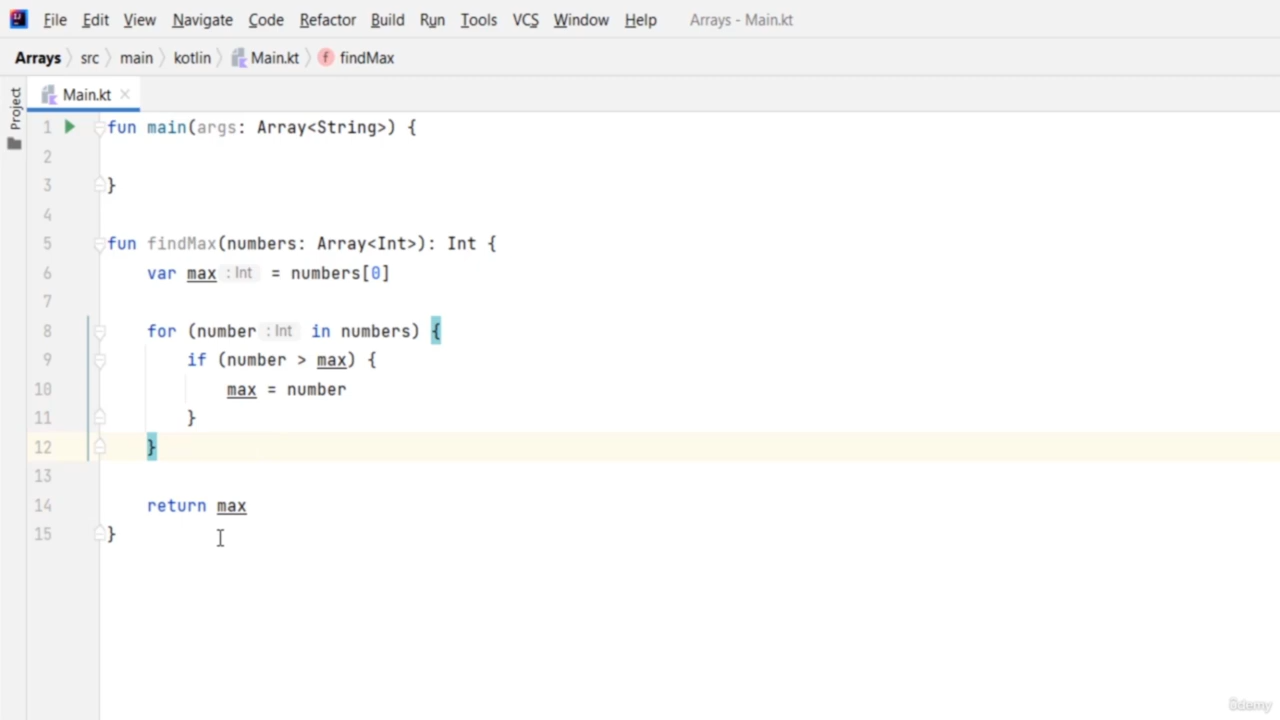 File Edit View Navigate Code Refactor Build Run Tools VCS Window Help Arrays - Main.kt
Arrays src main kotlin Main.kt f findMax
Project
Main.kt
1 fun main(args: Array<String>) {
2
3 }
4
5 fun findMax(numbers: Array<Int>): Int {
6 var max : Int = numbers[0]
7
8 for (number : Int in numbers) {
9 if (number > max) {
10 max = number
11 }
12 }
13
14 return max
15 }
ûdemy